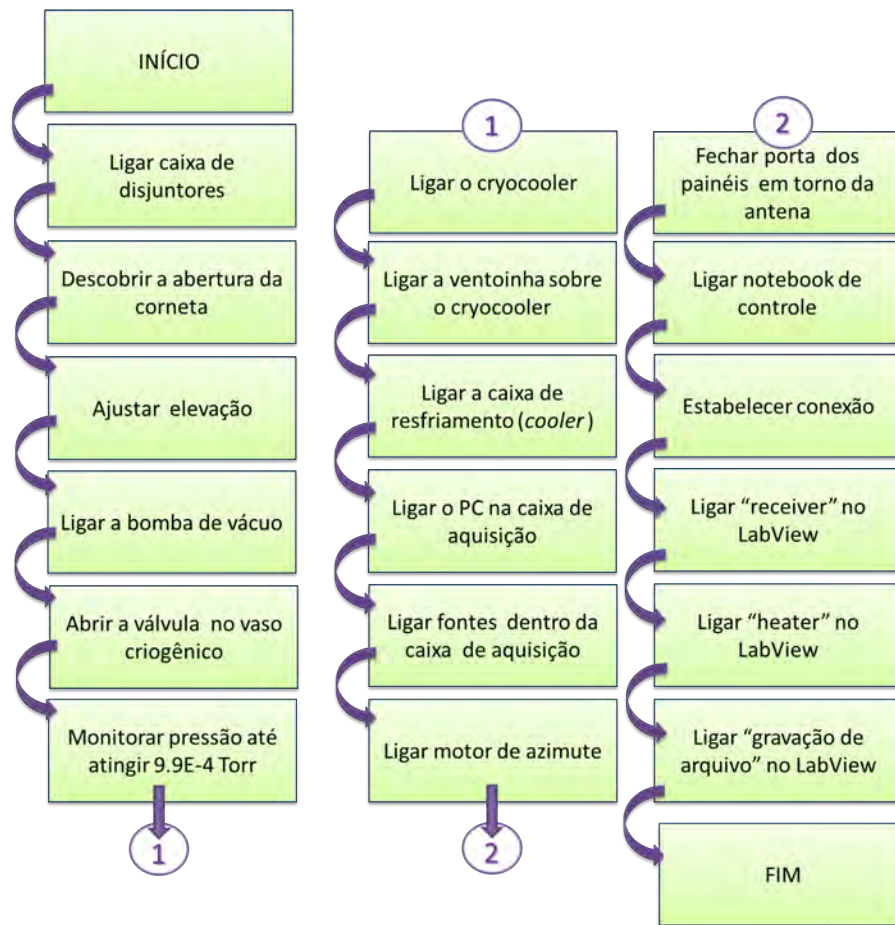 INÍCIO
Ligar caixa de
disjuntores
Descobrir a abertura da
corneta
Ajustar elevação
Ligar a bomba de vácuo
Abrir a válvula no vaso
criogênico
Monitorar pressão até
atingir 9.9E-4 Torr
1
1
Ligar o cryocooler
Ligar a ventoinha sobre
o cryocooler
Ligar a caixa de
resfriamento (cooler )
Ligar o PC na caixa de
aquisição
Ligar fontes dentro da
caixa de aquisição
Ligar motor de azimute
2
2
Fechar porta dos
painéis em torno da
antena
Ligar notebook de
controle
Estabelecer conexão
Ligar “receiver” no
LabView
Ligar “heater” no
LabView
Ligar “gravação de
arquivo” no LabView
FIM